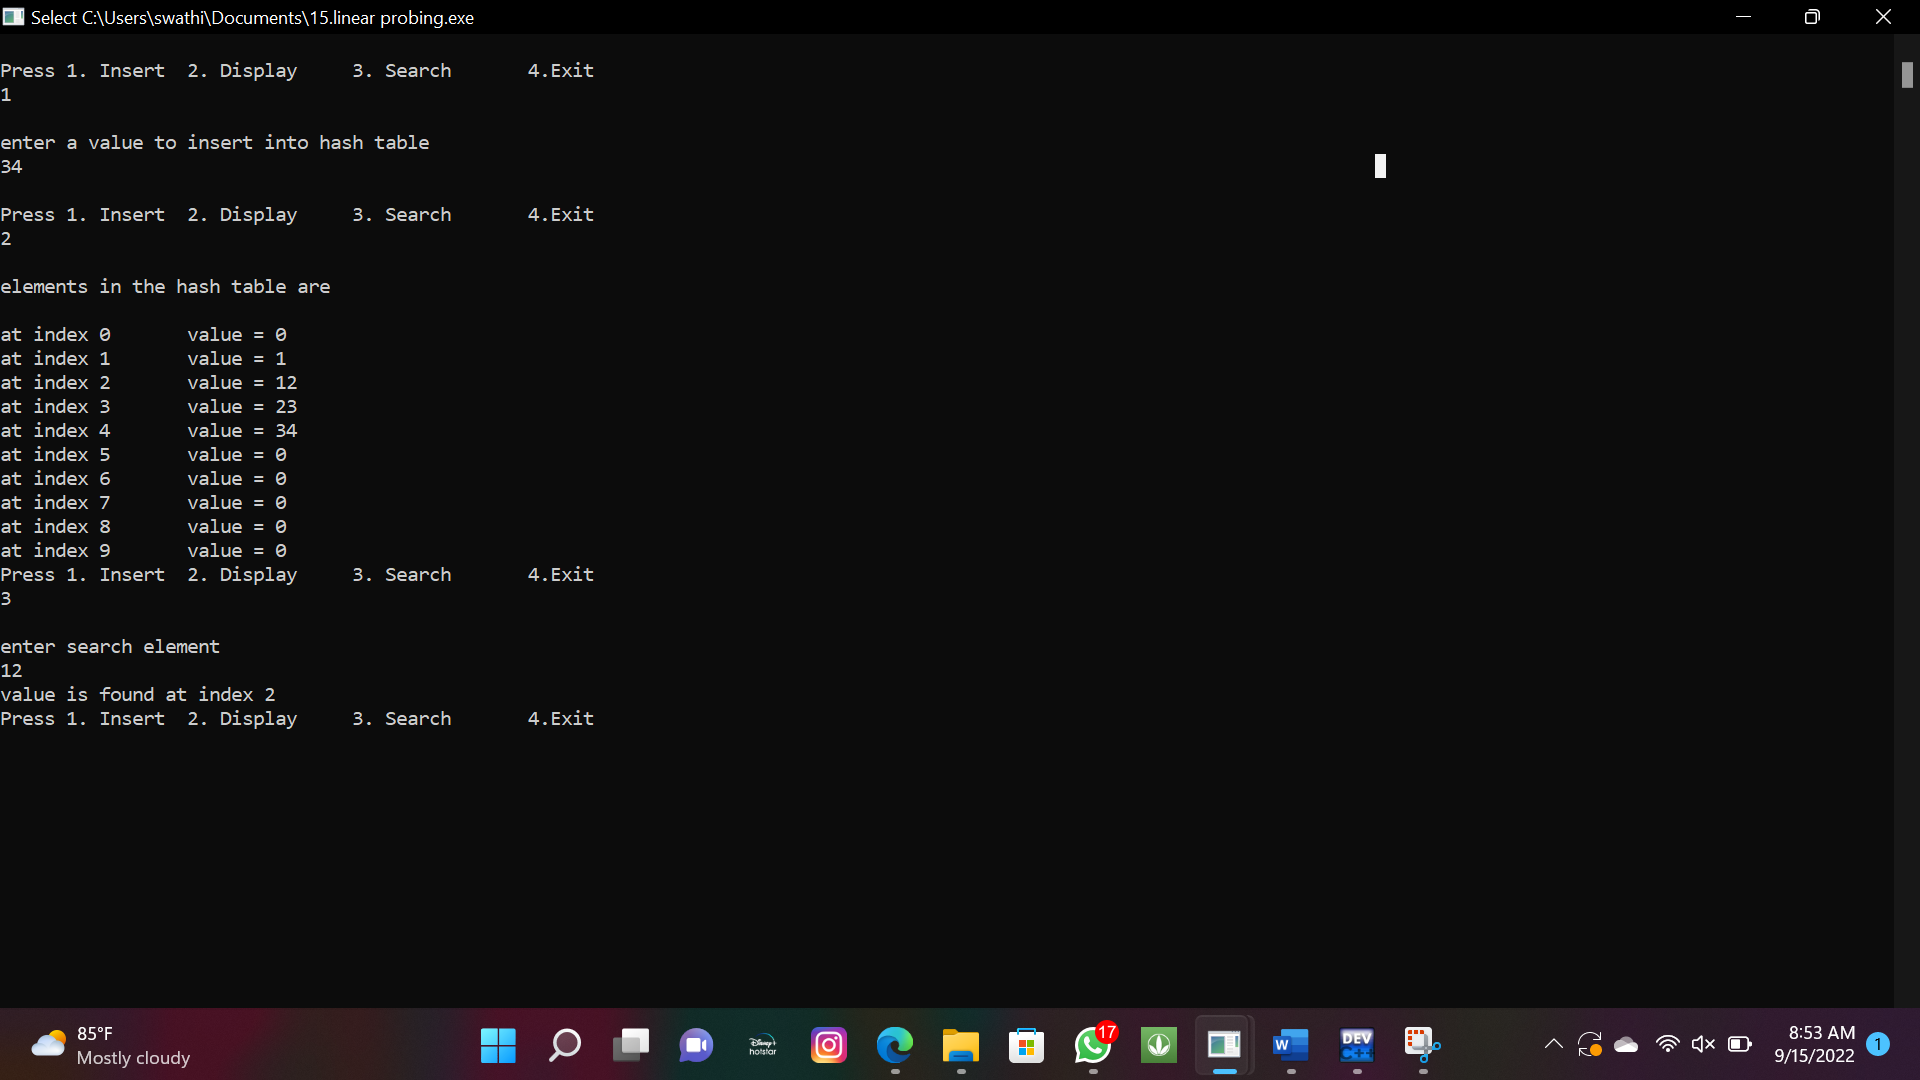 Select C:\Users\swathi\Documents\15.linear probing.exe
Press 1. Insert 2. Display 3. Search 4.Exit
1
enter a value to insert into hash table
34
Press 1. Insert 2. Display 3. Search 4.Exit
2
elements in the hash table are
at index 0 value = 0
at index 1 value = 1
at index 2 value = 12
at index 3 value = 23
at index 4 value = 34
at index 5 value = 0
at index 6 value = 0
at index 7 value = 0
at index 8 value = 0
at index 9 value = 0
Press 1. Insert 2. Display 3. Search 4.Exit
3
enter search element
12
value is found at index 2
Press 1. Insert 2. Display 3. Search 4.Exit
85°F
Mostly cloudy
Disney+
hotstar
17
W
DEV
C++
8:53 AM
9/15/2022
1